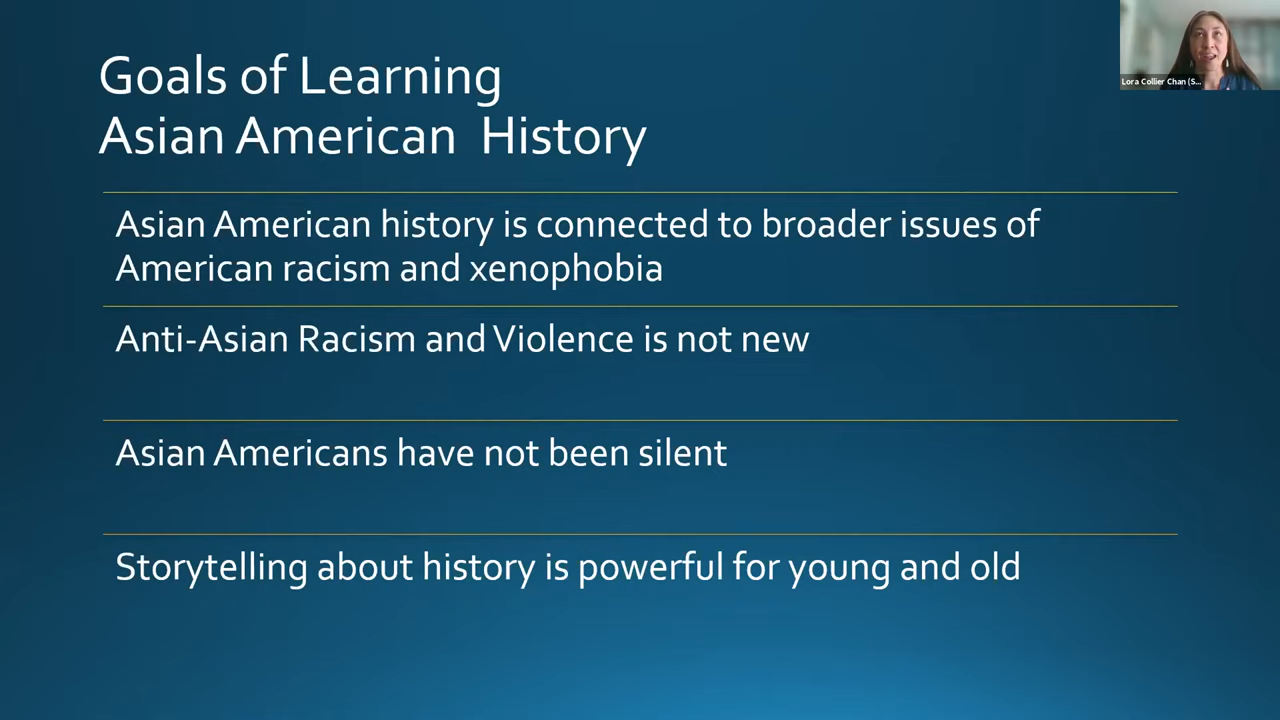 Goals of Learning
Asian American  History
Lora Collier Chan (S...
Asian American history is connected to broader issues of
American racism and xenophobia
Anti-Asian Racism and Violence is not new
Asian Americans have not been silent
Storytelling about history is powerful for young and old